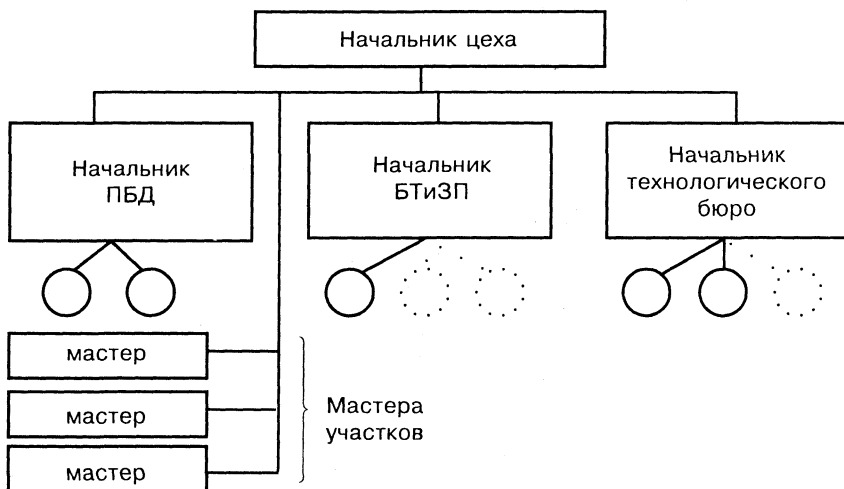 Начальник цеха
Начальник
ПБД
Начальник
БТиЗП
Начальник
технологического
бюро
мастер
мастер
мастер
Мастера
участков